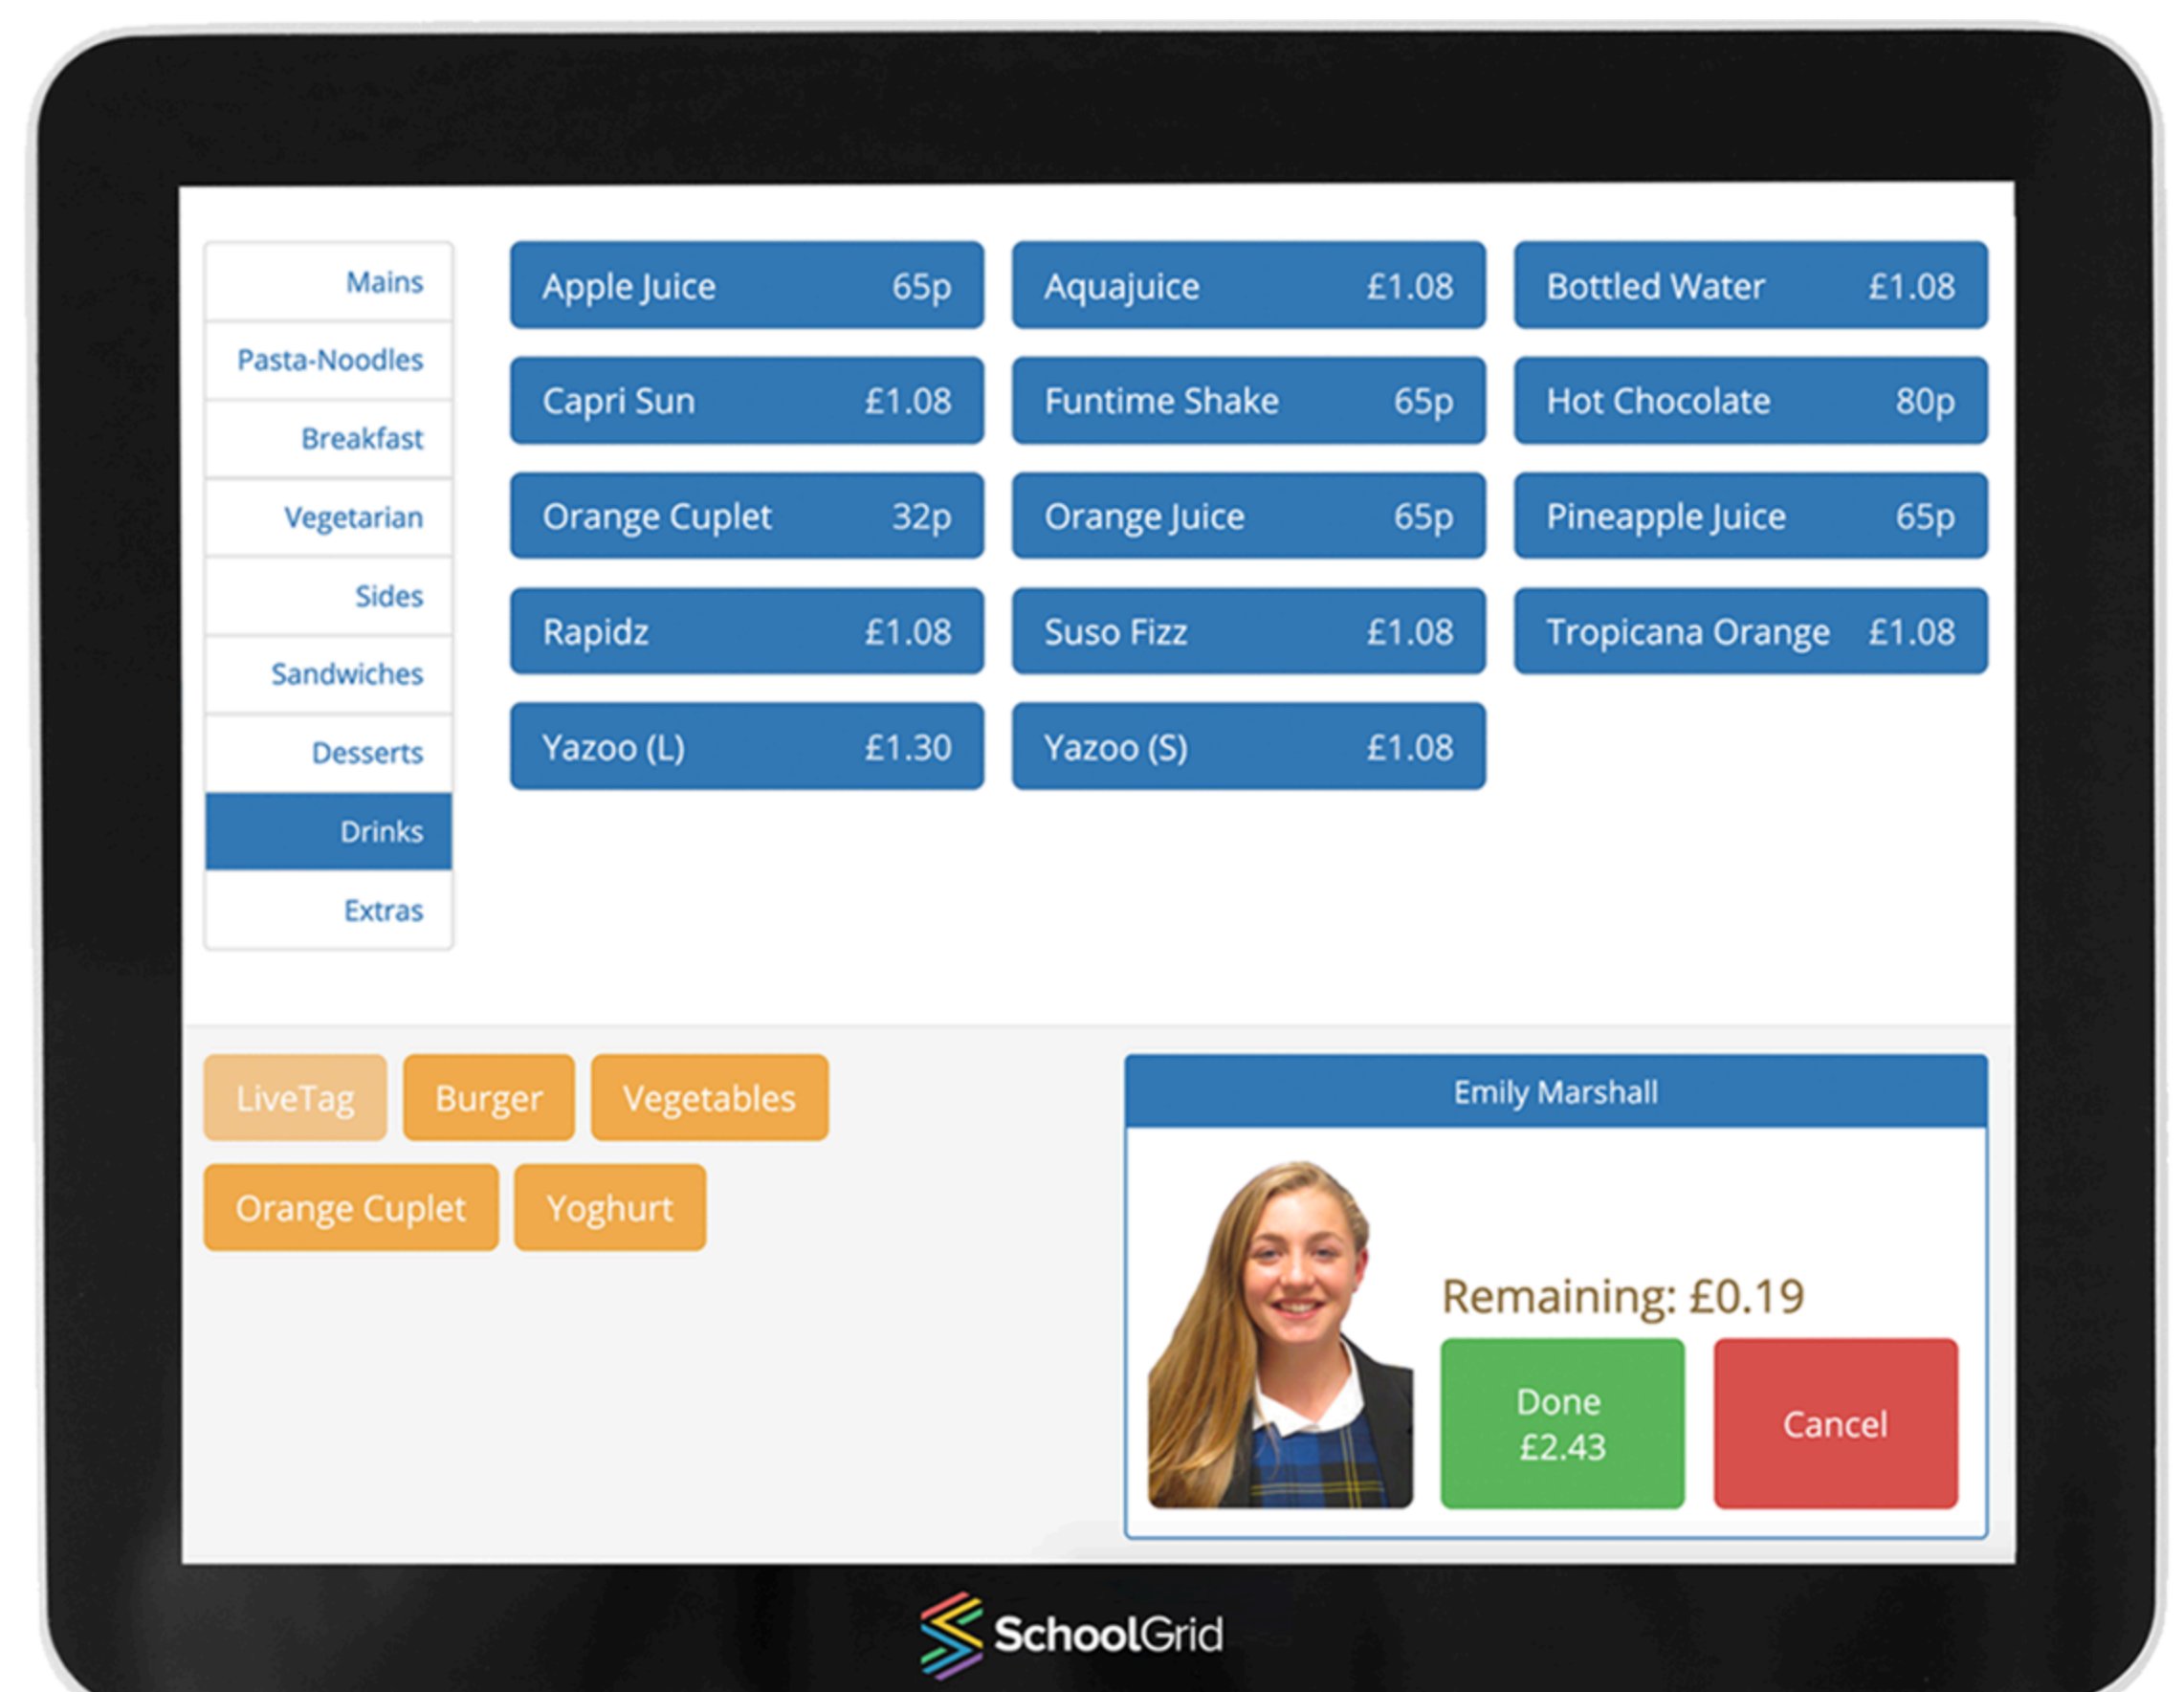 Mains
Pasta-Noodles
Breakfast
Vegetarian
Sides
Sandwiches
Desserts
Drinks
Extras
Apple Juice 65p
Aquajuice £1.08
Bottled Water £1.08
Capri Sun £1.08
Funtime Shake 65p
Hot Chocolate 80p
Orange Cuplet 32p
Orange Juice 65p
Pineapple Juice 65p
Rapidz £1.08
Suso Fizz £1.08
Tropicana Orange £1.08
Yazoo (L) £1.30
Yazoo (S) £1.08
LiveTag
Burger
Vegetables
Orange Cuplet
Yoghurt
Emily Marshall
Remaining: £0.19
Done
£2.43
Cancel
SchoolGrid